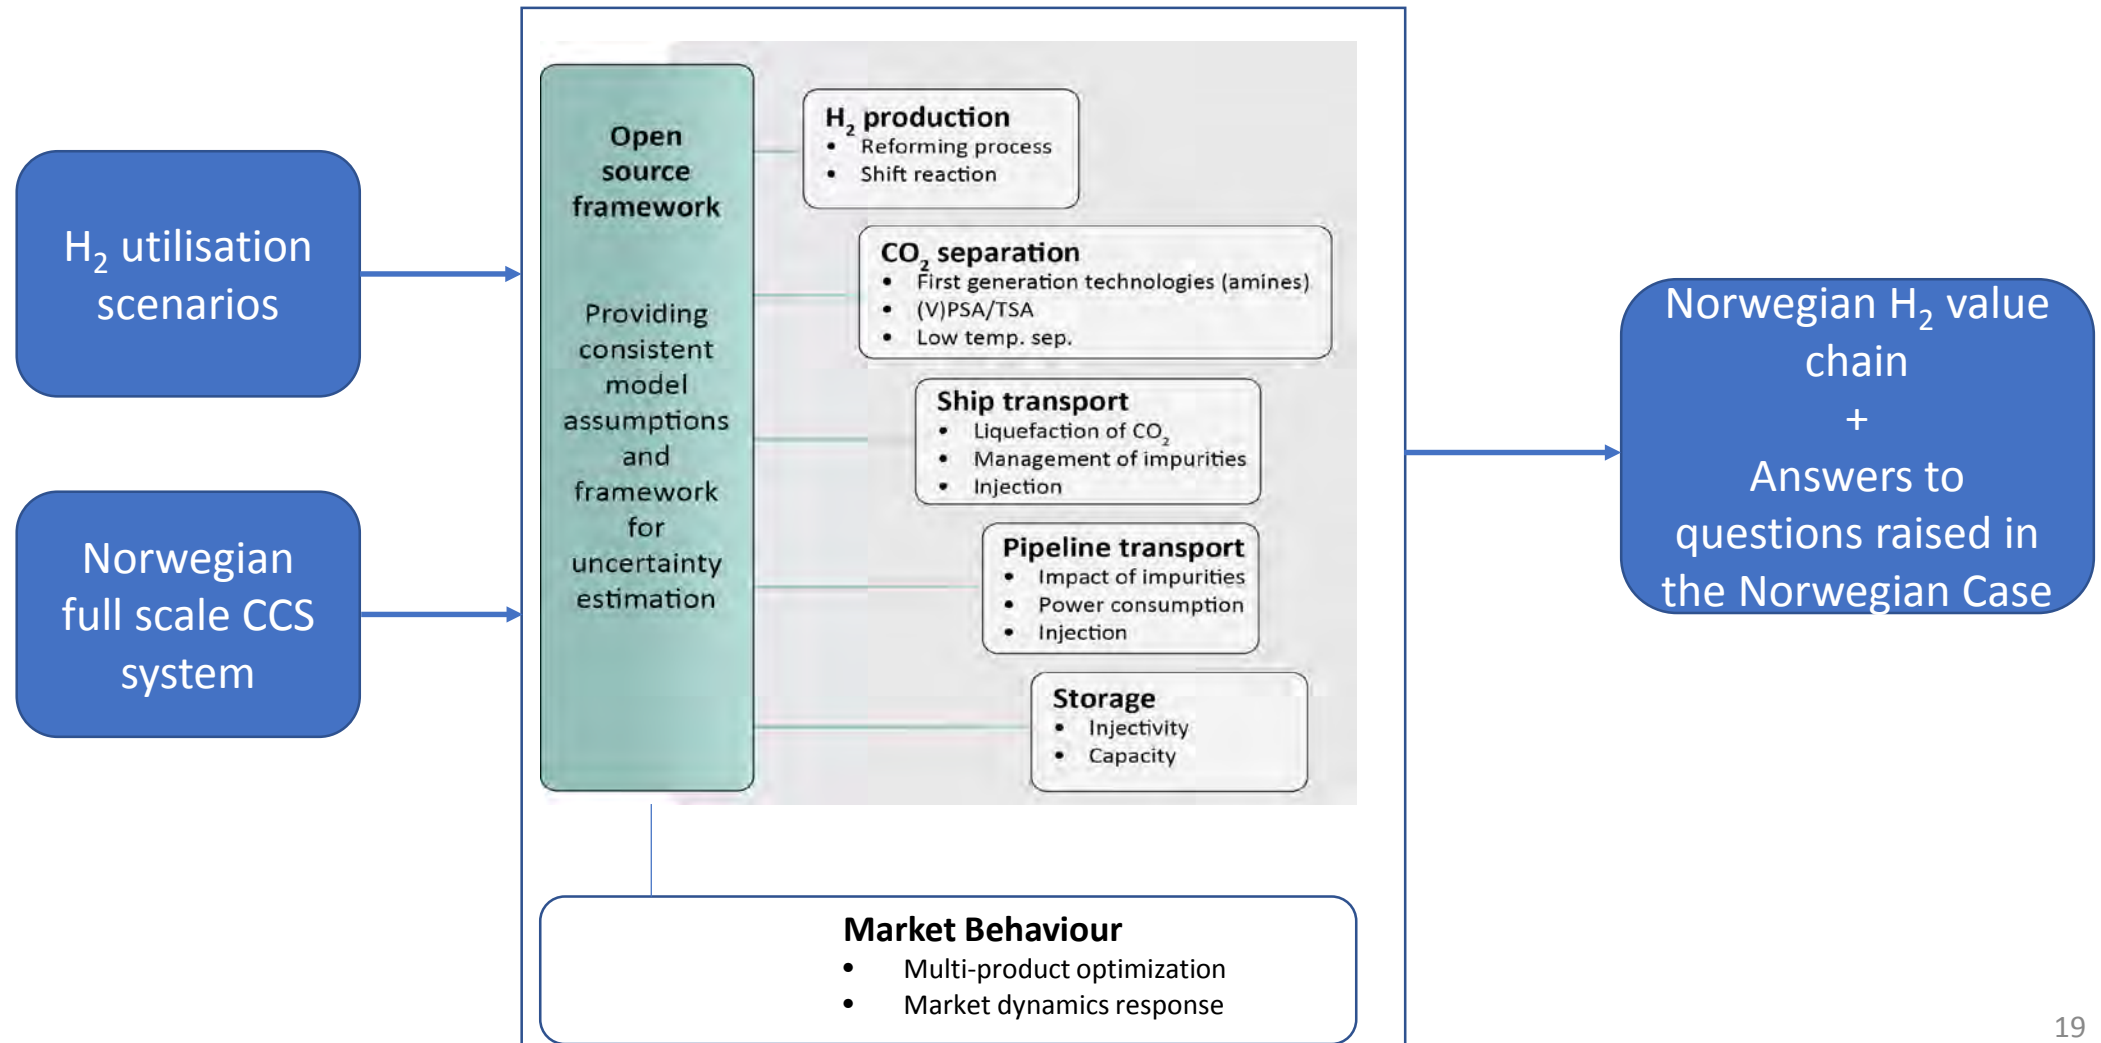 H₂ utilisation
scenarios
Norwegian
full scale CCS
system
Open
source
framework
Providing
consistent
model
assumptions
and
framework
for
uncertainty
estimation
H₂ production
• Reforming process
• Shift reaction
CO₂ separation
• First generation technologies (amines)
• (V)PSA/TSA
• Low temp. sep.
Ship transport
• Liquefaction of CO₂
• Management of impurities
• Injection
Pipeline transport
• Impact of impurities
• Power consumption
• Injection
Storage
• Injectivity
• Capacity
Market Behaviour
• Multi-product optimization
• Market dynamics response
Norwegian H₂ value
chain
+
Answers to
questions raised in
the Norwegian Case
19